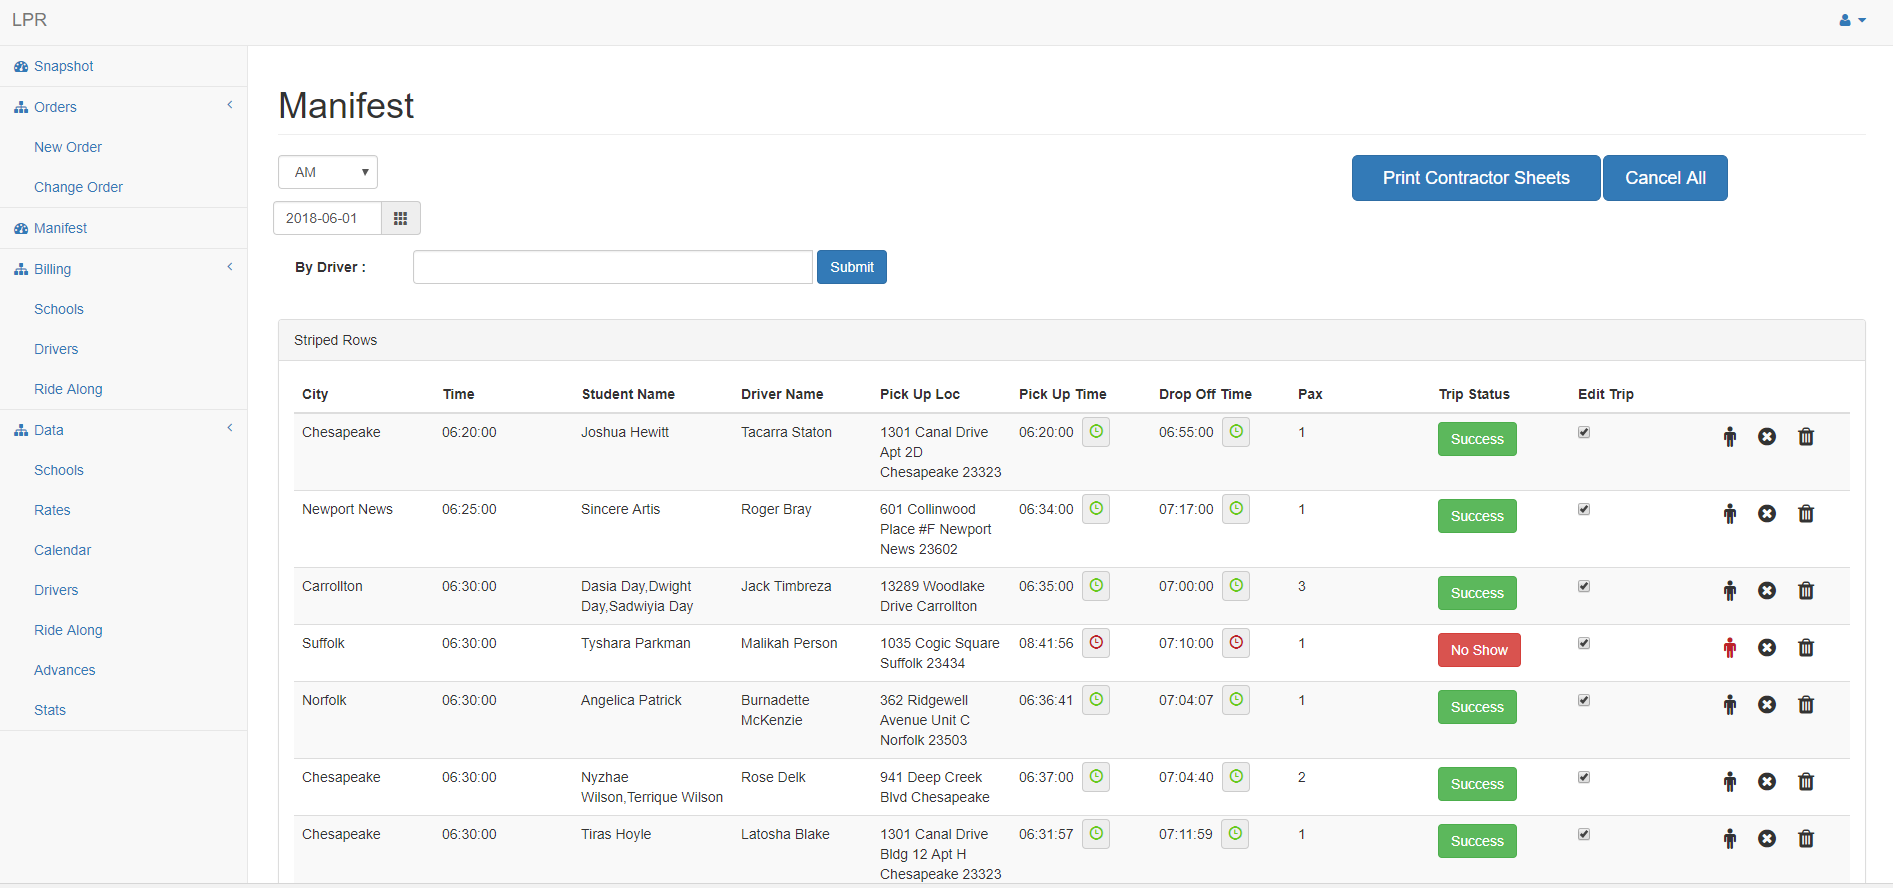 LPR
Snapshot
Orders
New Order
Change Order
Manifest
Billing
Schools
Drivers
Ride Along
Data
Schools
Rates
Calendar
Drivers
Ride Along
Advances
Stats
Manifest
AM
Print Contractor Sheets Cancel All
2018-06-01
By Driver : Submit
Striped Rows
City Time Student Name Driver Name Pick Up Loc Pick Up Time Drop Off Time Pax Trip Status Edit Trip
Chesapeake 06:20:00 Joshua Hewitt Tacarra Staton 1301 Canal Drive 06:20:00 06:55:00 1 Success
Apt 2D
Chesapeake 23323
Newport News 06:25:00 Sincere Artis Roger Bray 601 Collinwood 06:34:00 07:17:00 1 Success
Place #F Newport
News 23602
Carrollton 06:30:00 Dasia Day,Dwight Jack Timbreza 13289 Woodlake 06:35:00 07:00:00 3 Success
Day,Sadwiyia Day Drive Carrollton
Suffolk 06:30:00 Tyshara Parkman Malikah Person 1035 Cogic Square 08:41:56 07:10:00 1 No Show
Suffolk 23434
Norfolk 06:30:00 Angelica Patrick Burnadette 362 Ridgewell 06:36:41 07:04:07 1 Success
McKenzie Avenue Unit C
Norfolk 23503
Chesapeake 06:30:00 Nyzhae Rose Delk 941 Deep Creek 06:37:00 07:04:40 2 Success
Wilson,Terrique Wilson Blvd Chesapeake
Chesapeake 06:30:00 Tiras Hoyle Latosha Blake 1301 Canal Drive 06:31:57 07:11:59 1 Success
Bldg 12 Apt H
Chesapeake 23323